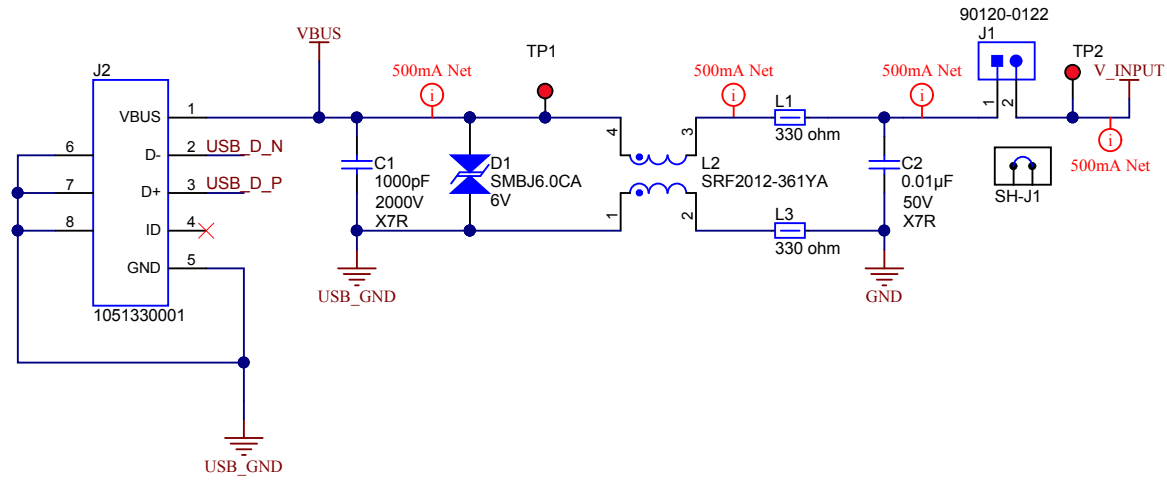 VBUS
J2
VBUS
1
D-
2
USB_D_N
D+
3
USB_D_P
ID
4
GND
5
6
7
8
1051330001
USB_GND
500mA Net
i
C1
1000pF
2000V
X7R
USB_GND
D1
SMBJ6.0CA
6V
TP1
4
3
1
2
L2
SRF2012-361YA
500mA Net
i
L1
330 ohm
L3
330 ohm
500mA Net
i
C2
0.01µF
50V
X7R
GND
90120-0122
J1
1
2
SH-J1
TP2
V_INPUT
i
500mA Net